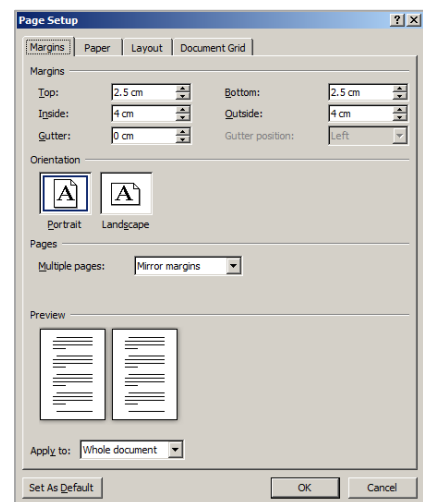 Page Setup
Margins Paper Layout Document Grid
Margins
Top: 2.5 cm Bottom: 2.5 cm
Inside: 4 cm Outside: 4 cm
Gutter: 0 cm Gutter position: Left
Orientation
A A
Portrait Landscape
Pages
Multiple pages: Mirror margins
Preview
Apply to: Whole document
Set As Default OK Cancel